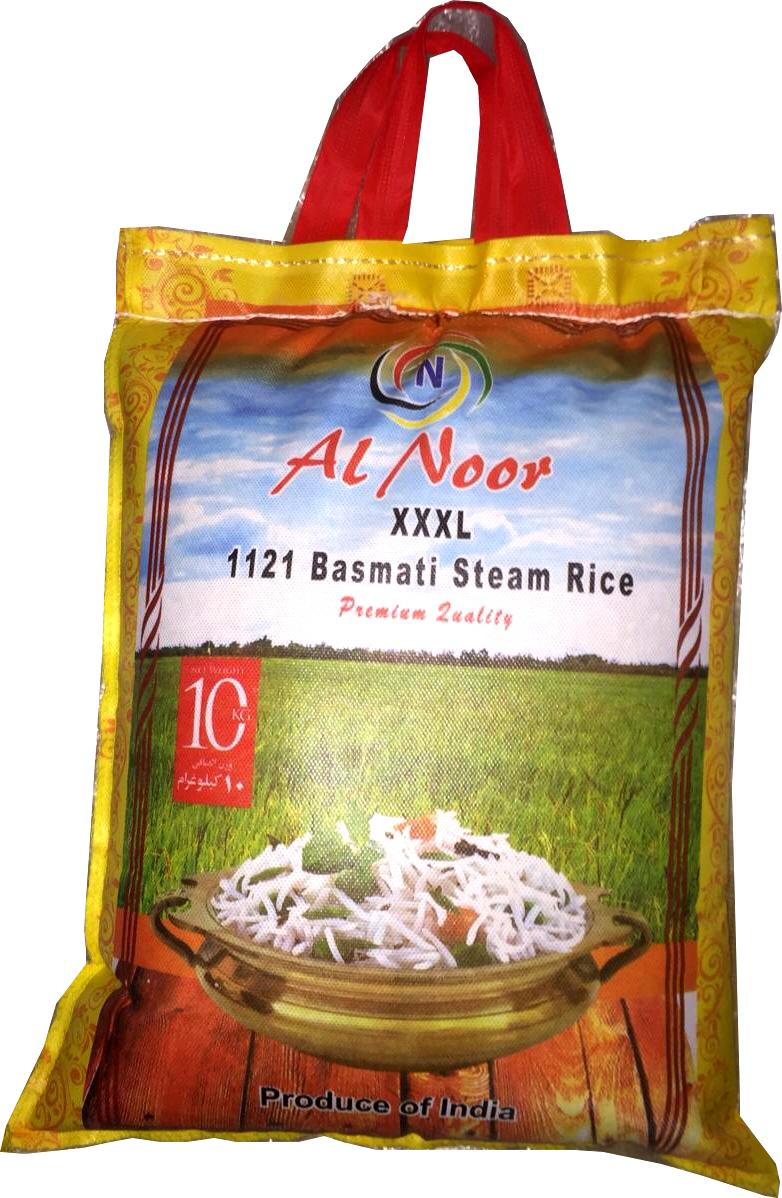 N
Al Noor
XXXL
1121 Basmati Steam Rice
Premium Quality
NET WEIGHT
10 KG
وزن الصافي
١٠ كيلوغرام
Produce of India